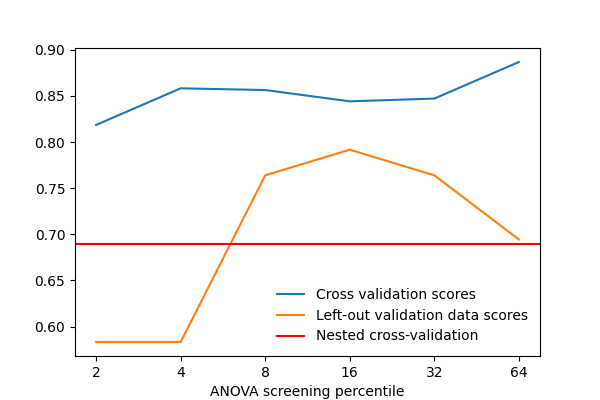 0.90
0.85
0.80
0.75
0.70
0.65
0.60
Cross validation scores
Left-out validation data scores
Nested cross-validation
2 4 8 16 32 64
ANOVA screening percentile